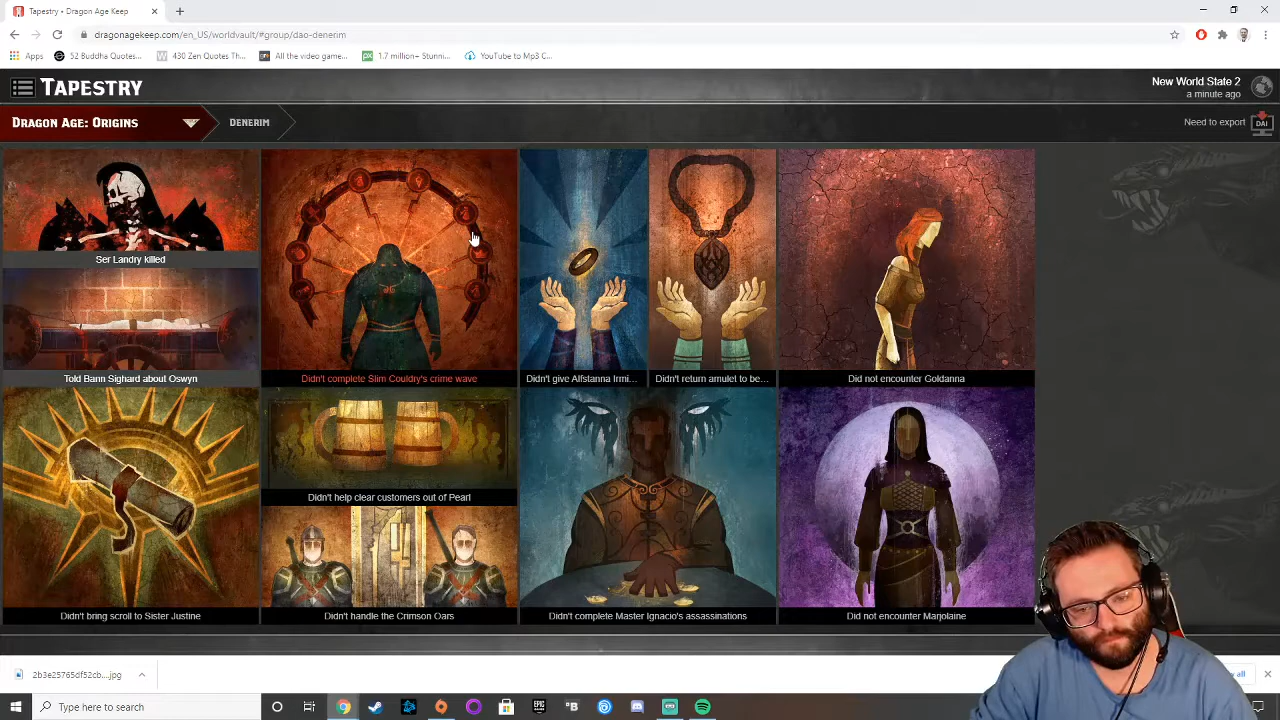 Tapestry • Dragon Age Keep
dragonagekeep.com/en_US/worldvault/#group/dao-denerim
Apps
52 Buddha Quotes...
430 Zen Quotes Th...
All the video game...
1.7 million+ Stunni...
YouTube to Mp3 C...
TAPESTRY
New World State 2
a minute ago
DRAGON AGE: ORIGINS
DENERIM
Need to export
DAI
Ser Landry killed
Told Bann Sighard about Oswyn
Didn't complete Slim Couldry's crime wave
Didn't give Alfstanna Irmi...
Didn't return amulet to be...
Did not encounter Goldanna
Didn't bring scroll to Sister Justine
Didn't help clear customers out of Pearl
Didn't handle the Crimson Oars
Didn't complete Master Ignacio's assassinations
Did not encounter Marjolaine
2b3e25765df52cb....jpg
Type here to search
EPIC